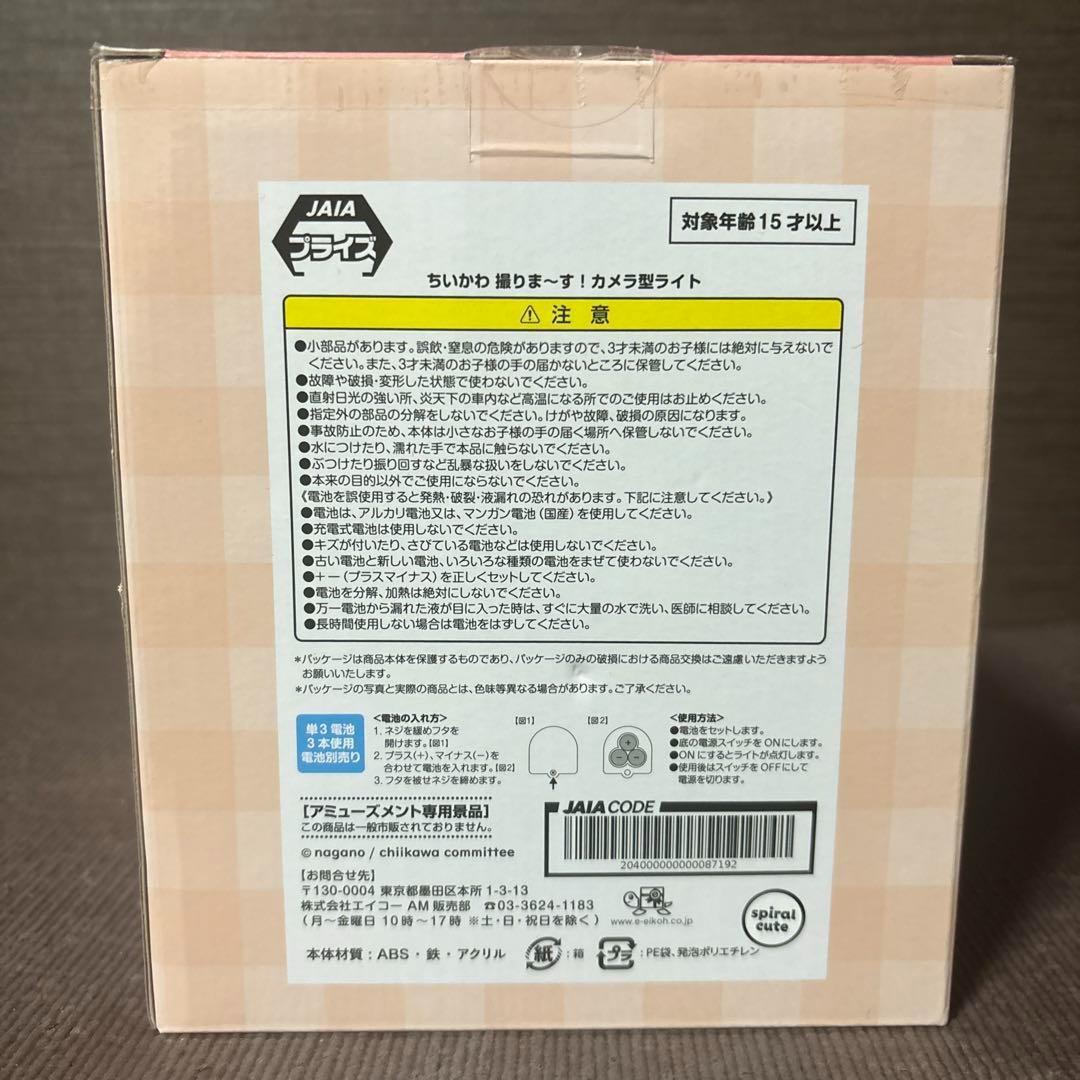 JAIA
プライズ
対象年齢15才以上
ちいかわ 撮りま〜す！カメラ型ライト
⚠ 注 意
●小部品があります。誤飲・窒息の危険がありますので、3才未満のお子様には絶対に与えないで
ください。また、3才未満のお子様の手の届かないところに保管してください。
●故障や破損・変形した状態で使わないでください。
●直射日光の強い所、炎天下の車内など高温になる所でのご使用はお止めください。
●指定外の部品の分解をしないでください。けがや故障、破損の原因になります。
●事故防止のため、本体は小さなお子様の手の届く場所へ保管しないでください。
●水につけたり、濡れた手で本品に触らないでください。
●ぶつけたり振り回すなど乱暴な扱いをしないでください。
●本来の目的以外でご使用にならないでください。
《電池を誤使用すると発熱・破裂・液漏れの恐れがあります。下記に注意してください。》
●電池は、アルカリ電池又は、マンガン電池（国産）を使用してください。
●充電式電池は使用しないでください。
●キズが付いたり、さびている電池などは使用しないでください。
●古い電池と新しい電池、いろいろな種類の電池をまぜて使わないでください。
●＋−（プラスマイナス）を正しくセットしてください。
●電池を分解、加熱は絶対にしないでください。
●万一電池から漏れた液が目に入った時は、すぐに大量の水で洗い、医師に相談してください。
●長時間使用しない場合は電池をはずしてください。
＊パッケージは商品本体を保護するものであり、パッケージのみの破損における商品交換はご遠慮いただきますよう
お願いいたします。
＊パッケージの写真と実際の商品とは、色味等異なる場合があります。ご了承ください。
単3電池
3本使用
電池別売り
＜電池の入れ方＞
1. ネジを緩めフタを
開けます。【図1】
2. プラス(+)、マイナス(−)を
合わせて電池を入れます。【図2】
3. フタを被せネジを締めます。
【図1】
【図2】
＜使用方法＞
●電池をセットします。
●底の電源スイッチをONにします。
●ONにするとライトが点灯します。
●使用後はスイッチをOFFにして
電源を切ります。
［アミューズメント専用景品］
この商品は一般市販されておりません。
© nagano / chiikawa committee
JAIA CODE
20400000000087192
【お問合せ先】
〒130-0004 東京都墨田区本所1-3-13
株式会社エイコー AM販売部 ☎03-3624-1183
（月〜金曜日 10時〜17時 ※土・日・祝日を除く）
www.e-eikoh.co.jp
spiral
cute
本体材質：ABS・鉄・アクリル
紙：箱
プラ：PE袋、発泡ポリエチレン